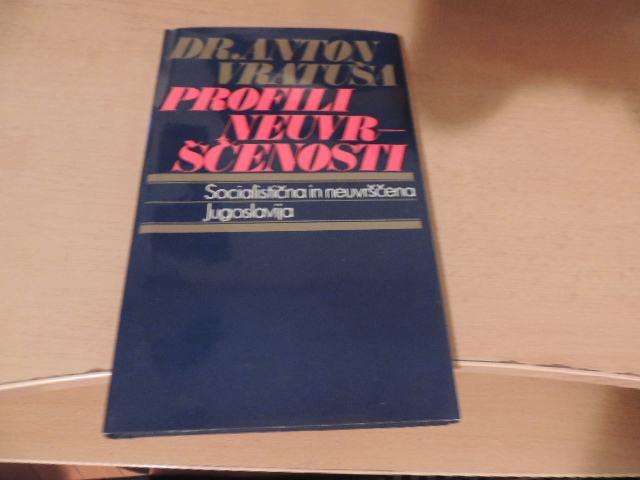 DR. ANTON
VRATUŠA
PROFILI
NEUVR—
ŠČENOSTI
Socialistična in neuvrščena
Jugoslavija